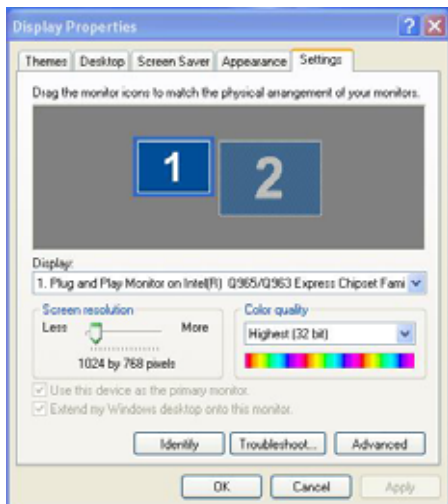 Display Properties
Themes Desktop Screen Saver Appearance Settings
Drag the monitor icons to match the physical arrangement of your monitors.
1 2
Display:
1. Plug and Play Monitor on Intel(R) Q965/Q963 Express Chipset Fami
Screen resolution Color quality
Less More Highest (32 bit)
1024 by 768 pixels
Use this device as the primary monitor.
Extend my Windows desktop onto this monitor.
Identify Troubleshoot... Advanced
OK Cancel Apply